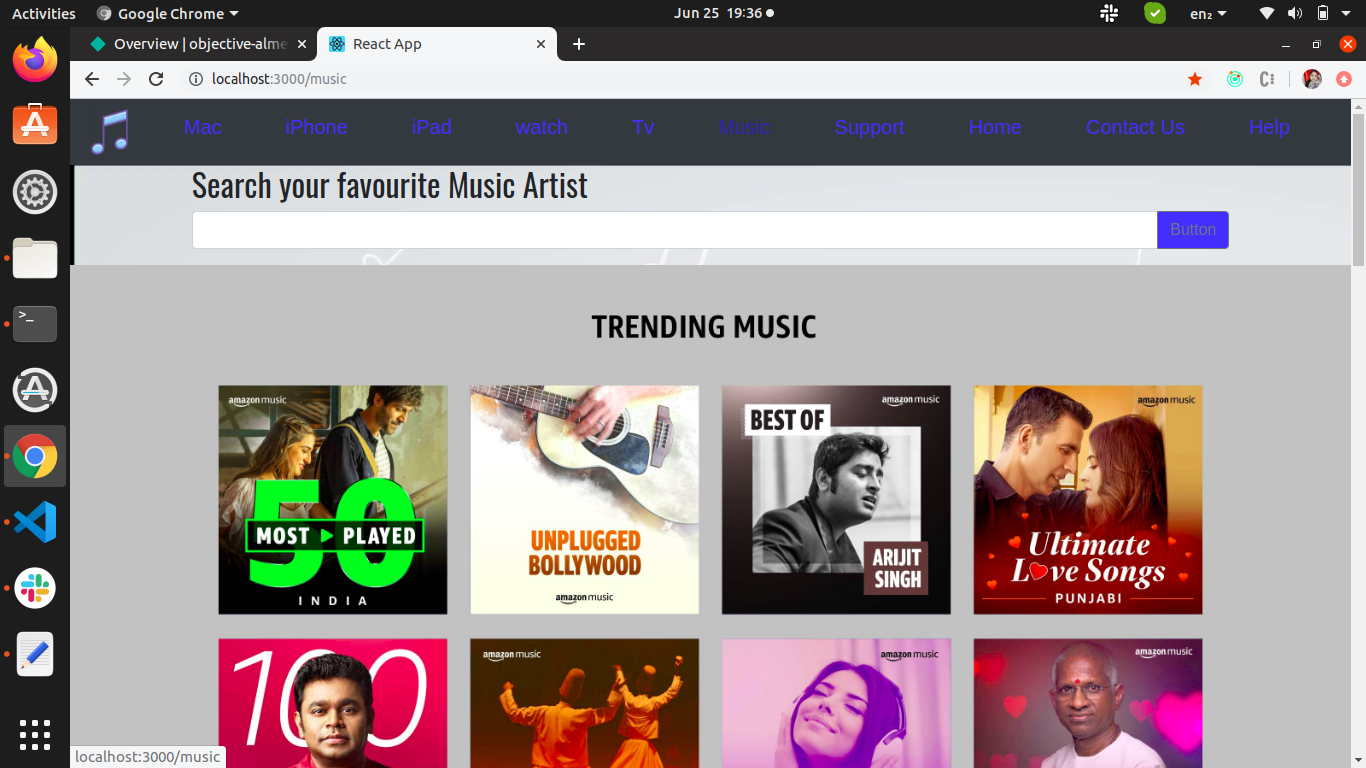 Activities Google Chrome Jun 25 19:36 en₂
Overview | objective-alme React App
localhost:3000/music
Mac iPhone iPad watch Tv Music Support Home Contact Us Help
Search your favourite Music Artist
Button
TRENDING MUSIC
amazon music
50
MOST PLAYED
INDIA
UNPLUGGED
BOLLYWOOD
amazon music
amazon music
BEST OF
ARIJIT
SINGH
amazon music
Ultimate
Love Songs
PUNJABI
100
amazon music
amazon music
amazon music
localhost:3000/music